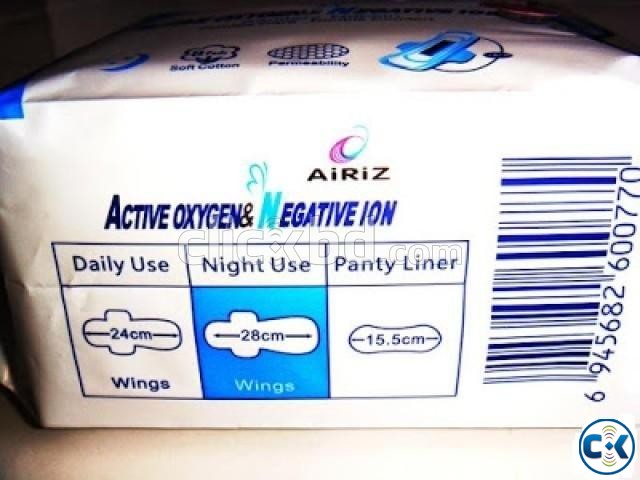 Soft Cotton
Permeability
AiRiZ
ACTIVE OXYGEN& NEGATIVE ION
Daily Use Night Use Panty Liner
24cm 28cm 15.5cm
Wings Wings
6 945682 600770
clickbd.com
CK